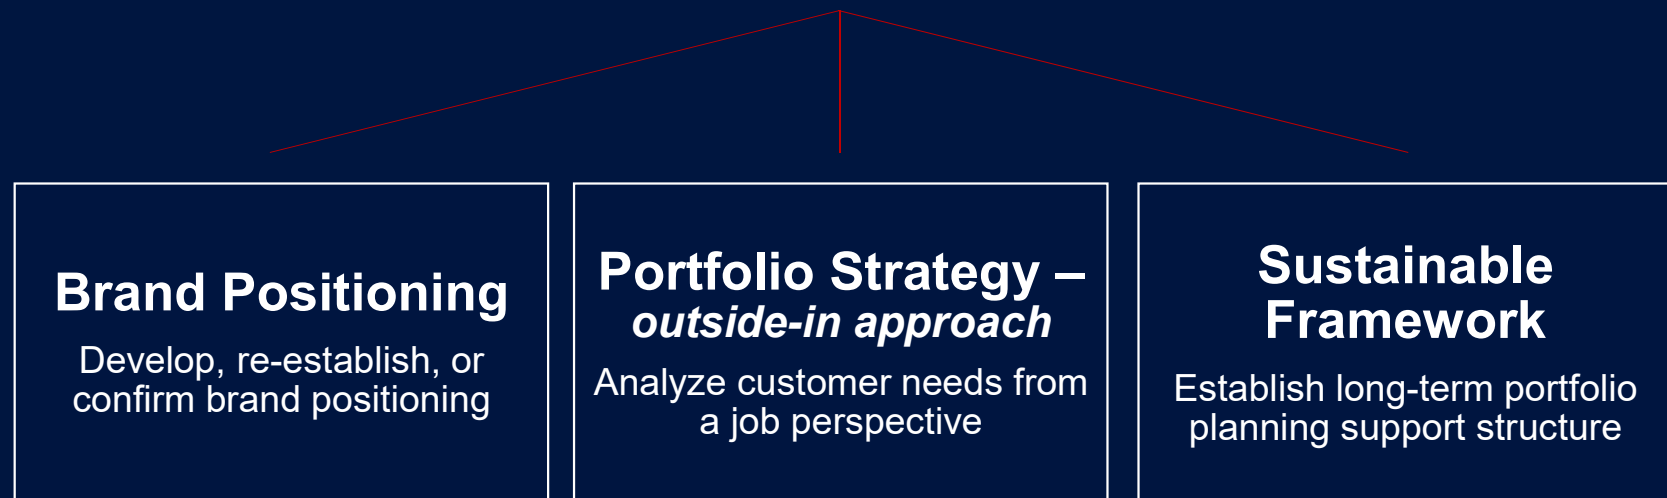 Brand Positioning
Develop, re-establish, or
confirm brand positioning
Portfolio Strategy –
outside-in approach
Analyze customer needs from
a job perspective
Sustainable
Framework
Establish long-term portfolio
planning support structure